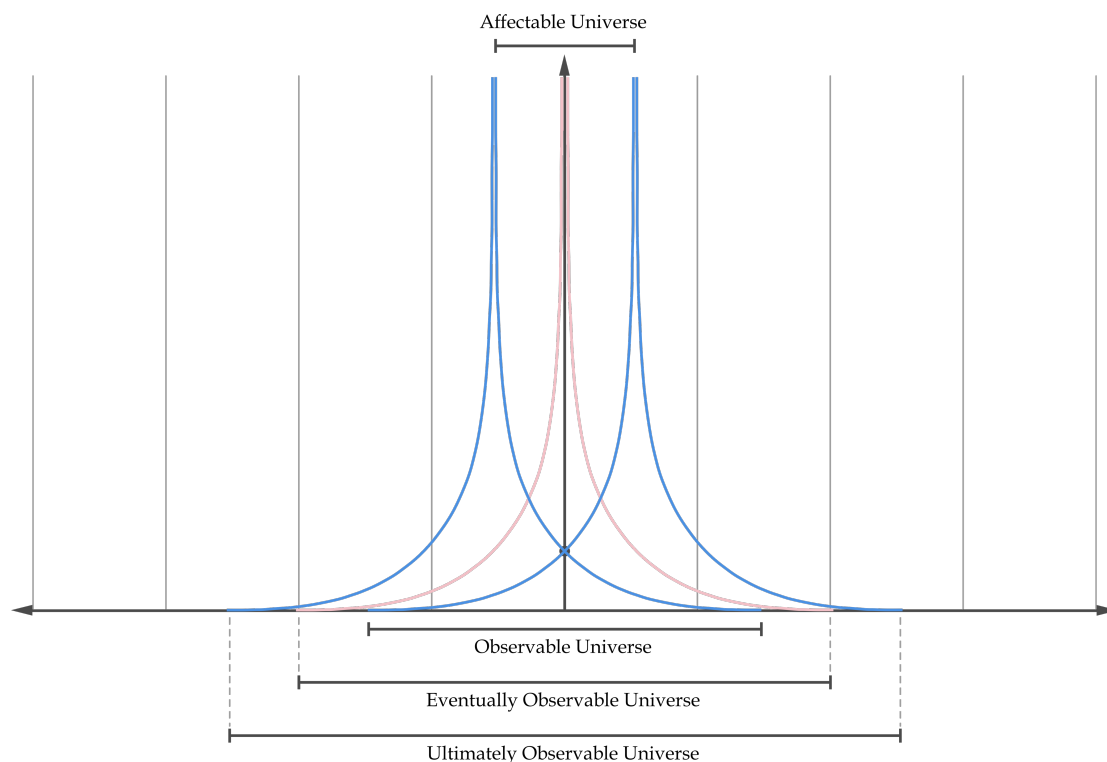 Affectable Universe
Observable Universe
Eventually Observable Universe
Ultimately Observable Universe